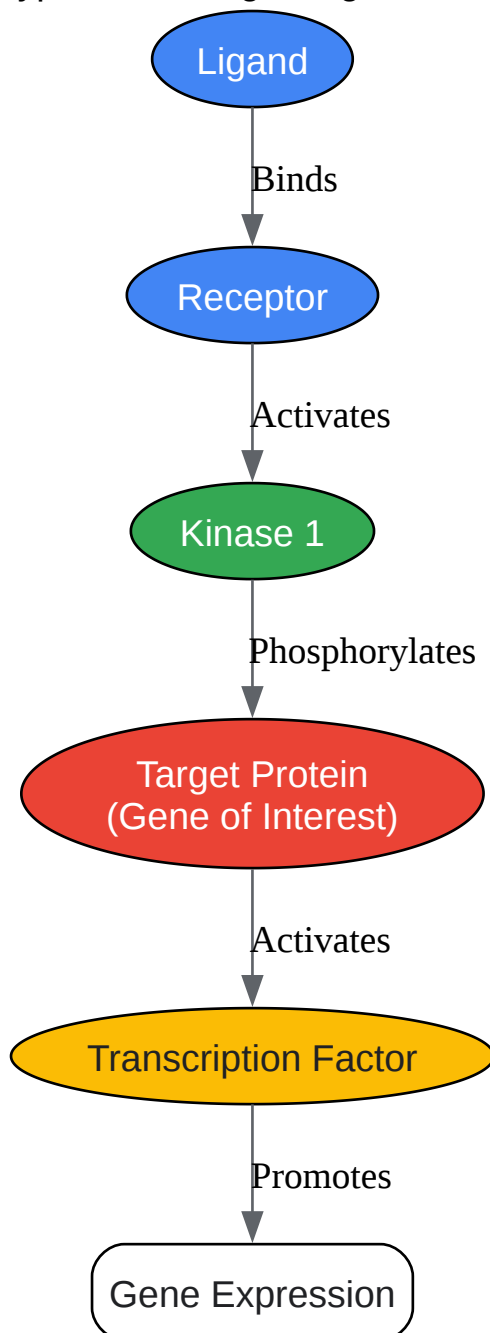 Ligand
Binds
Receptor
Activates
Kinase 1
Phosphorylates
Target Protein
(Gene of Interest)
Activates
Transcription Factor
Promotes
Gene Expression